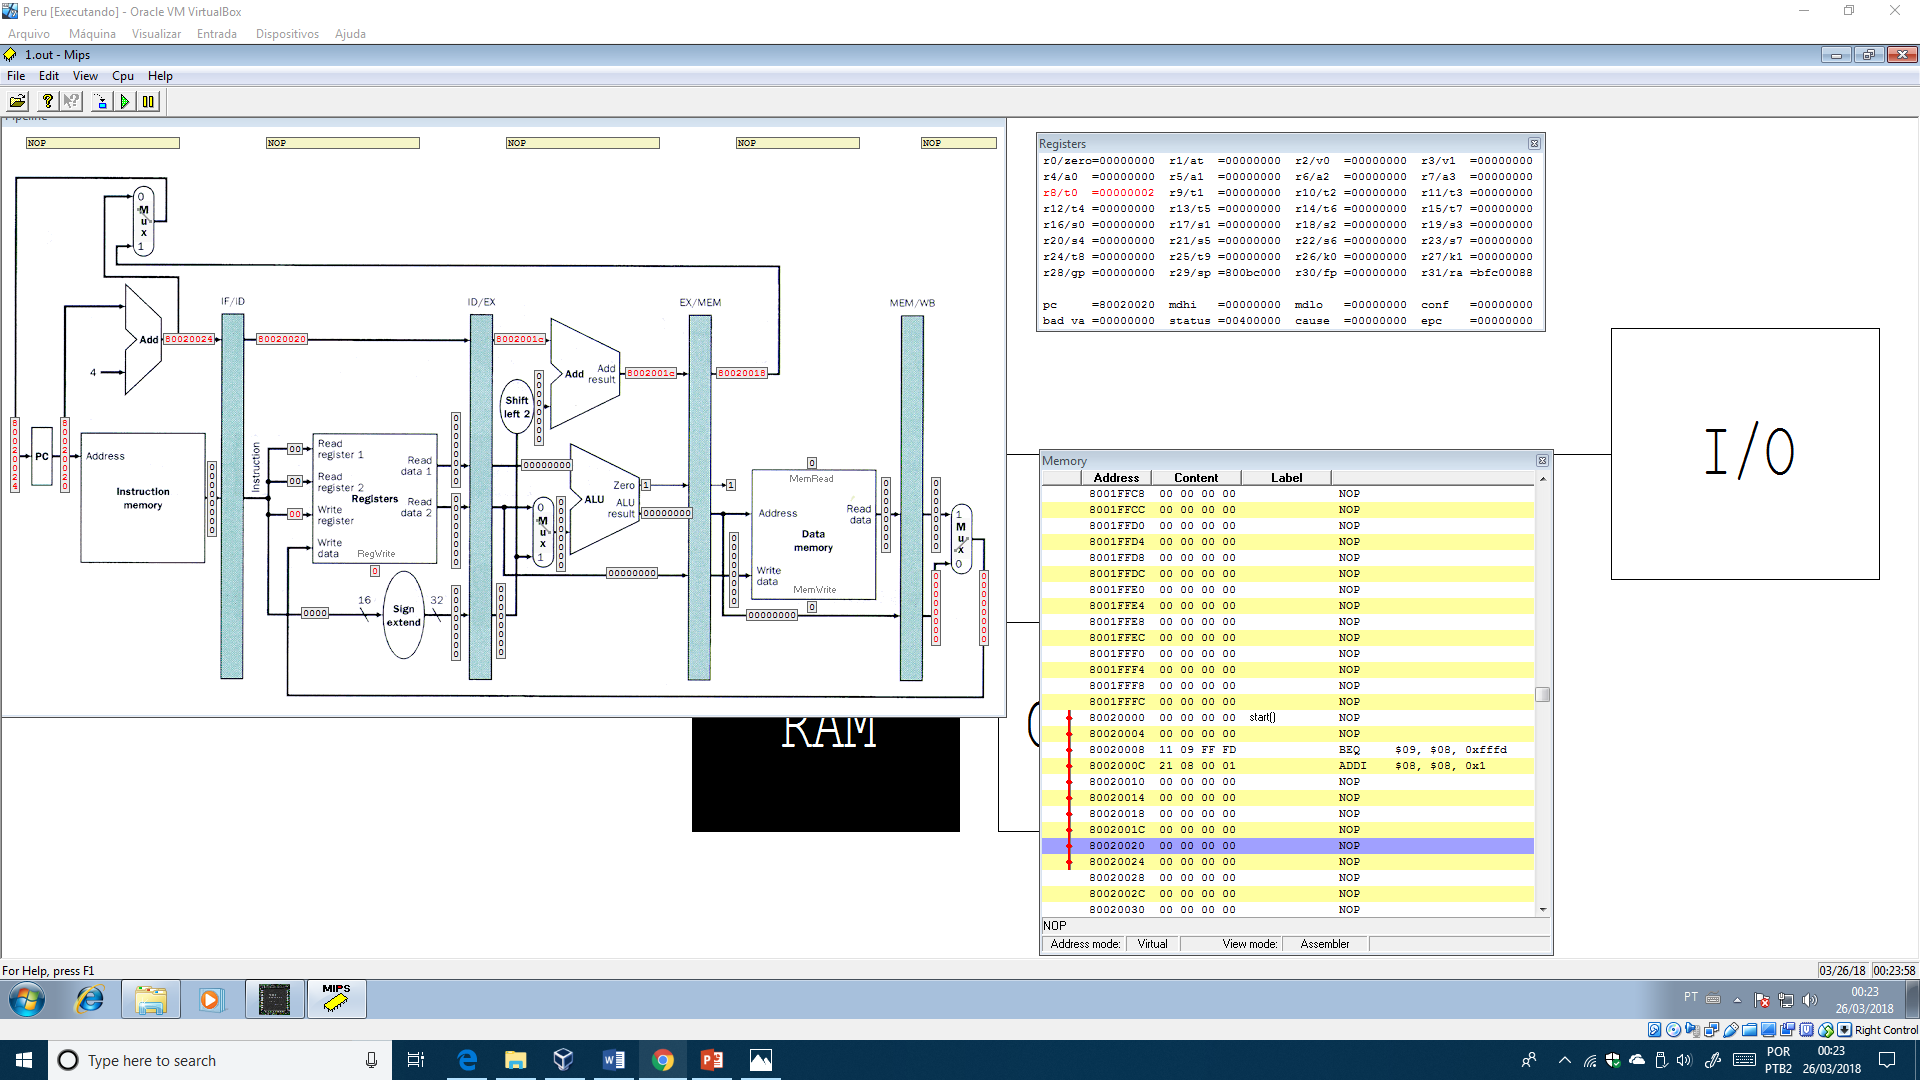 Peru [Executando] - Oracle VM VirtualBox
Arquivo Máquina Visualizar Entrada Dispositivos Ajuda
1.out - Mips
File Edit View Cpu Help
Pipeline
NOP NOP NOP NOP NOP
0 Mux 1
IF/ID ID/EX EX/MEM MEM/WB
Add 80020024 80020020 8002001c Add Add result 8002001c 80020018
4
Shift left 2 00000000
80020024 PC 80020020
Address
Instruction memory
00000000
Instruction
00 Read register 1
00 Read register 2
00 Write register
Write data
Registers
Read data 1
Read data 2
RegWrite
0
00000000
00000000
00000000
0 Mux 1
00000000
ALU
Zero 1 1
ALU result 00000000
00000000
0
MemRead
Address
Read data
Data memory
Write data
MemWrite
0
00000000
00000000
00000000
00000000
00000000
1 Mux 0
00000000
0000 16 Sign extend 32 00000000 00000000
RAM
I/O
Registers
r0/zero=00000000 r1/at =00000000 r2/v0 =00000000 r3/v1 =00000000
r4/a0 =00000000 r5/a1 =00000000 r6/a2 =00000000 r7/a3 =00000000
r8/t0 =00000002 r9/t1 =00000000 r10/t2 =00000000 r11/t3 =00000000
r12/t4 =00000000 r13/t5 =00000000 r14/t6 =00000000 r15/t7 =00000000
r16/s0 =00000000 r17/s1 =00000000 r18/s2 =00000000 r19/s3 =00000000
r20/s4 =00000000 r21/s5 =00000000 r22/s6 =00000000 r23/s7 =00000000
r24/t8 =00000000 r25/t9 =00000000 r26/k0 =00000000 r27/k1 =00000000
r28/gp =00000000 r29/sp =800bc000 r30/fp =00000000 r31/ra =bfc00088
pc =80020020 mdhi =00000000 mdlo =00000000 conf =00000000
bad va =00000000 status =00400000 cause =00000000 epc =00000000
Memory
Address Content Label
8001FFC8 00 00 00 00 NOP
8001FFCC 00 00 00 00 NOP
8001FFD0 00 00 00 00 NOP
8001FFD4 00 00 00 00 NOP
8001FFD8 00 00 00 00 NOP
8001FFDC 00 00 00 00 NOP
8001FFE0 00 00 00 00 NOP
8001FFE4 00 00 00 00 NOP
8001FFE8 00 00 00 00 NOP
8001FFEC 00 00 00 00 NOP
8001FFF0 00 00 00 00 NOP
8001FFF4 00 00 00 00 NOP
8001FFF8 00 00 00 00 NOP
8001FFFC 00 00 00 00 NOP
80020000 00 00 00 00 start() NOP
80020004 00 00 00 00 NOP
80020008 11 09 FF FD BEQ $09, $08, 0xfffd
8002000C 21 08 00 01 ADDI $08, $08, 0x1
80020010 00 00 00 00 NOP
80020014 00 00 00 00 NOP
80020018 00 00 00 00 NOP
8002001C 00 00 00 00 NOP
80020020 00 00 00 00 NOP
80020024 00 00 00 00 NOP
80020028 00 00 00 00 NOP
8002002C 00 00 00 00 NOP
80020030 00 00 00 00 NOP
NOP
Address mode: Virtual View mode: Assembler
For Help, press F1
03/26/18 00:23:58
MIPS
PT
00:23
26/03/2018
Right Control
Type here to search
POR
PTB2
00:23
26/03/2018